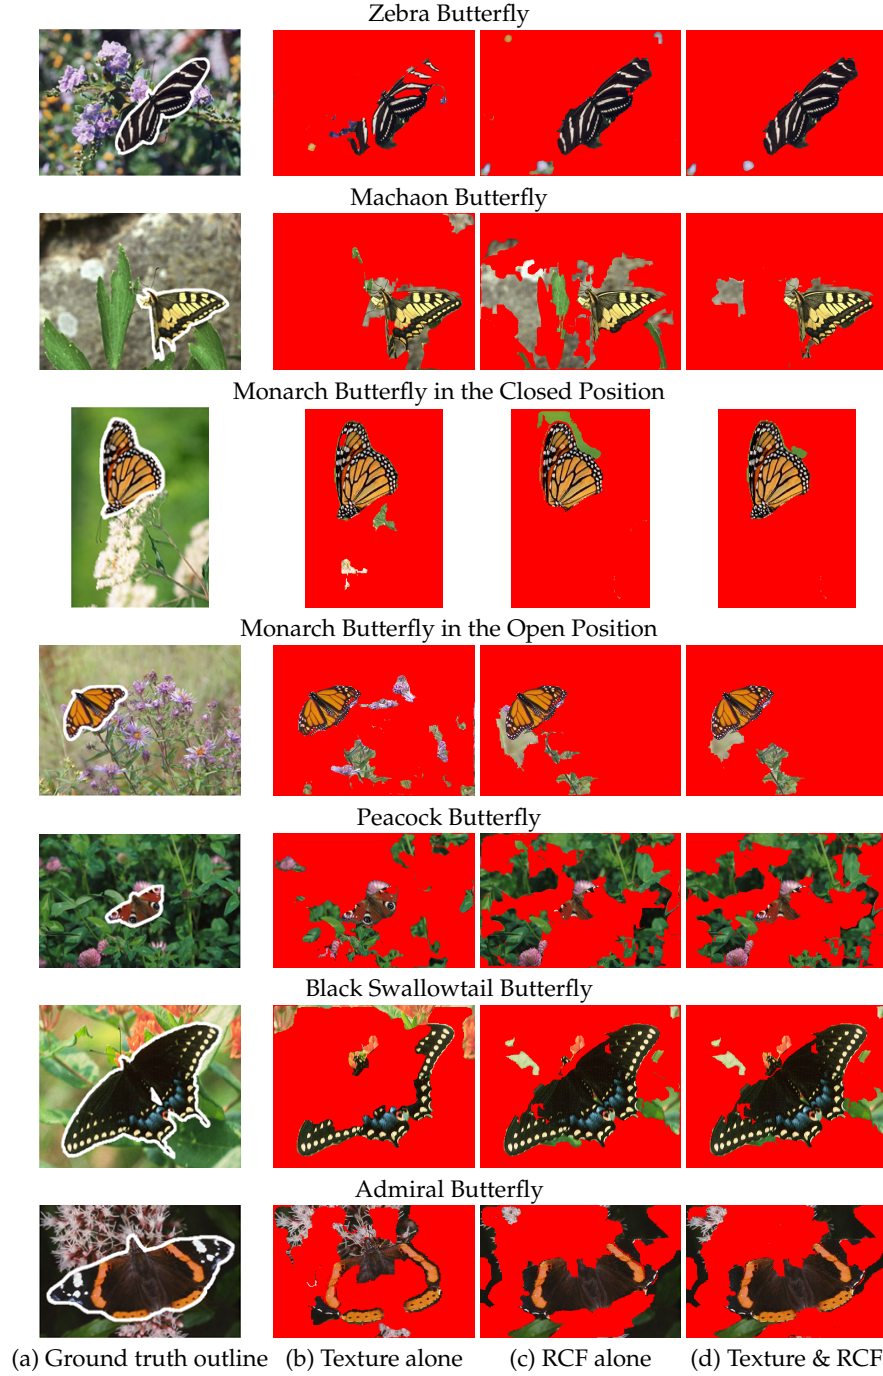 Zebra Butterfly
Machaon Butterfly
Monarch Butterfly in the Closed Position
Monarch Butterfly in the Open Position
Peacock Butterfly
Black Swallowtail Butterfly
Admiral Butterfly
(a) Ground truth outline (b) Texture alone (c) RCF alone (d) Texture & RCF